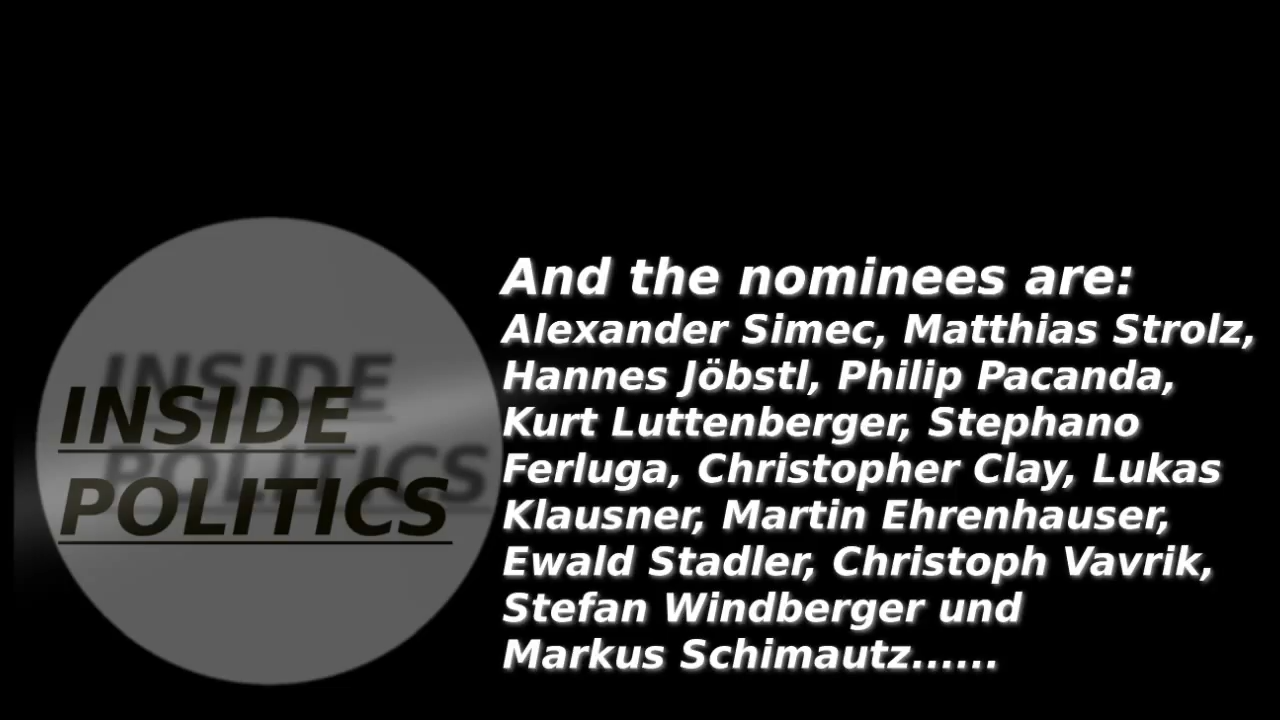 INSIDE
POLITICS
And the nominees are:
Alexander Simec, Matthias Strolz,
Hannes Jöbstl, Philip Pacanda,
Kurt Luttenberger, Stephano
Ferluga, Christopher Clay, Lukas
Klausner, Martin Ehrenhauser,
Ewald Stadler, Christoph Vavrik,
Stefan Windberger und
Markus Schimautz......